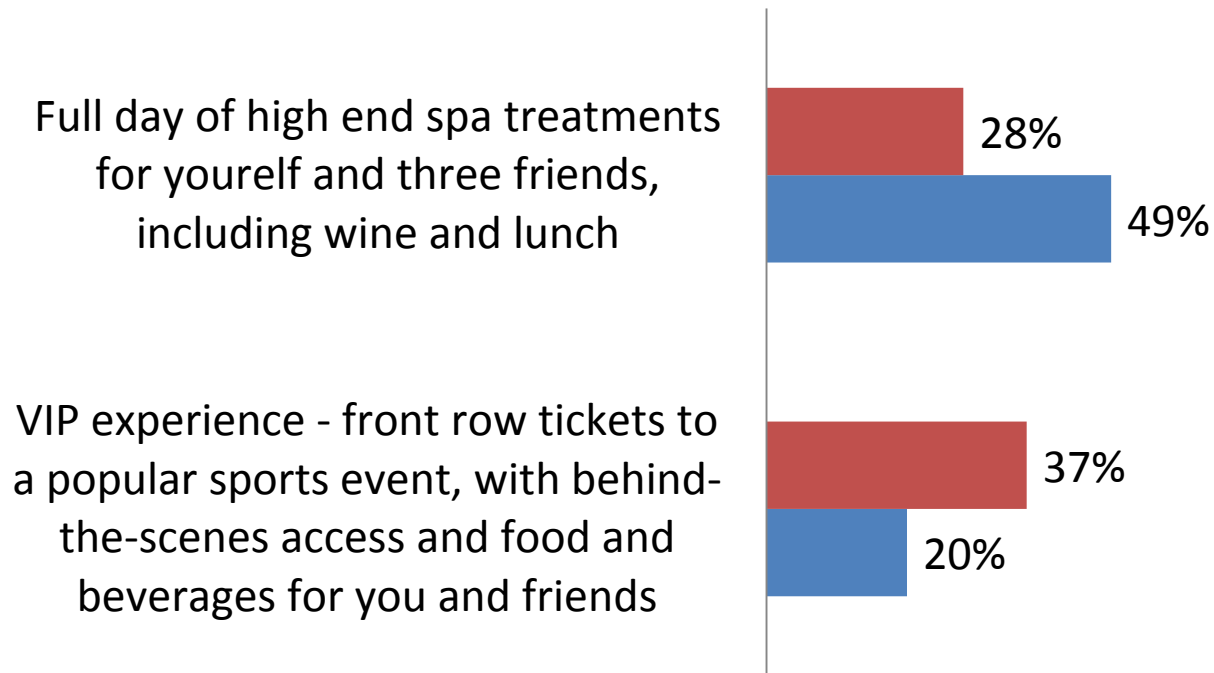 Full day of high end spa treatments
for yourelf and three friends,
including wine and lunch
28%
49%
VIP experience - front row tickets to
a popular sports event, with behind-
the-scenes access and food and
beverages for you and friends
37%
20%